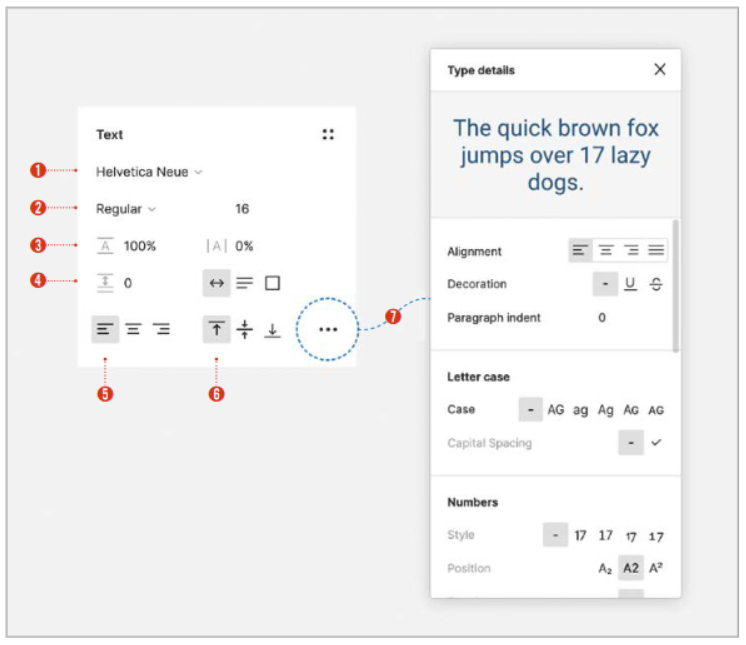 Text
Helvetica Neue
Regular 16
A 100% |A| 0%
0
1
2
3
4
5
6
7
Type details
The quick brown fox
jumps over 17 lazy
dogs.
Alignment
Decoration - U S
Paragraph indent 0
Letter case
Case - AG ag Ag AG AG
Capital Spacing -
Numbers
Style - 17 17 17 17
Position A₂ A2 A²